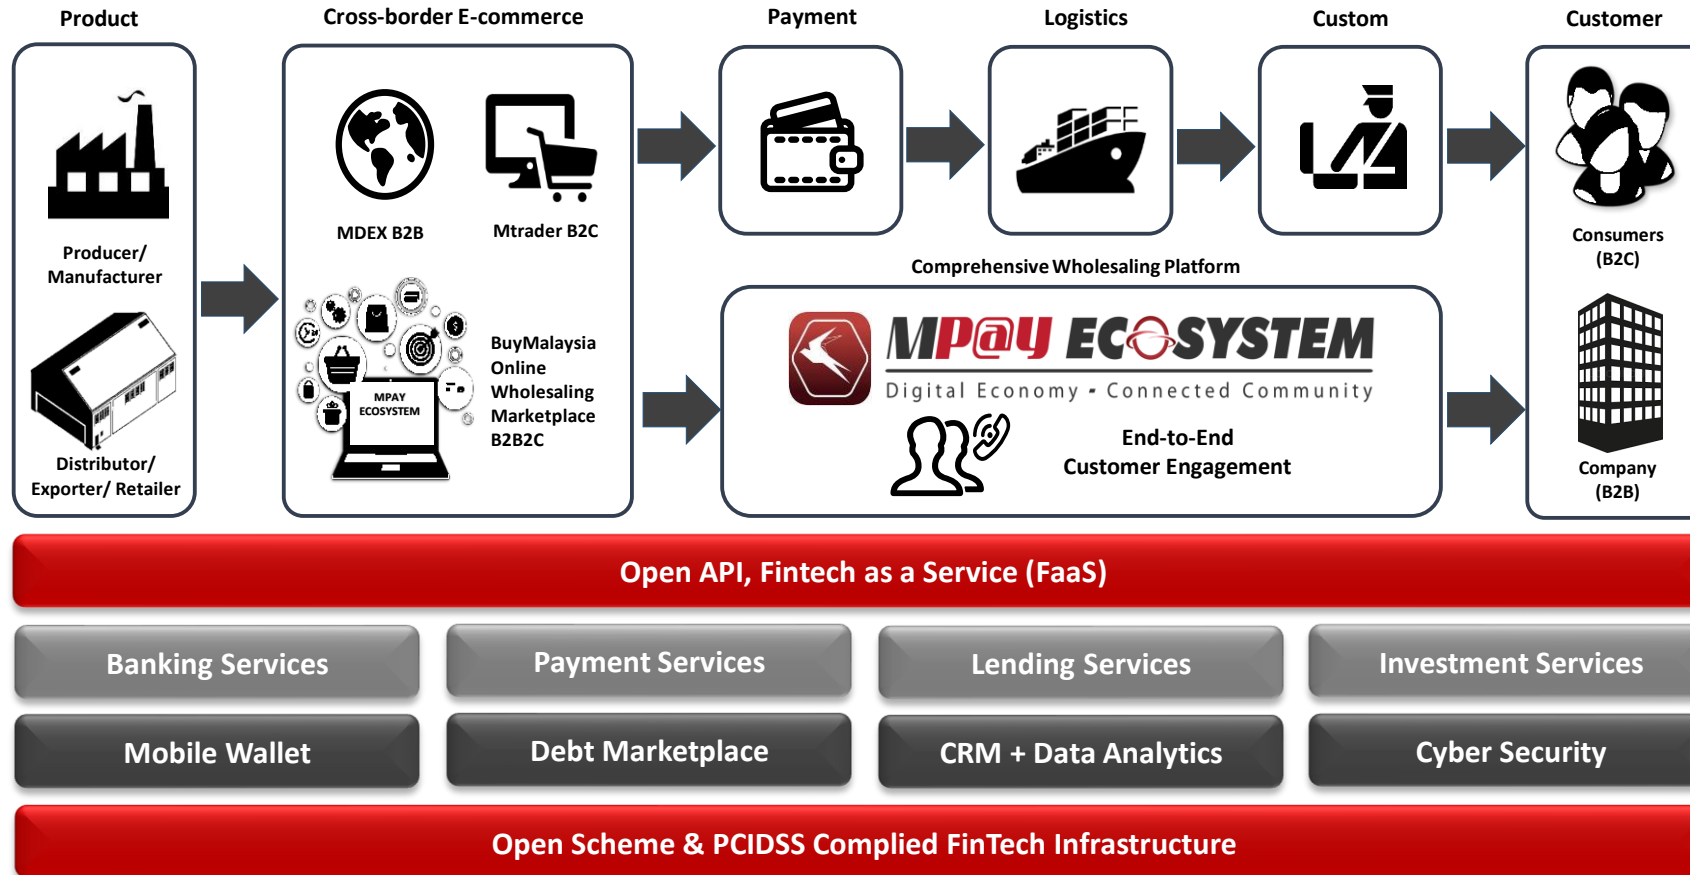 Product
Cross-border E-commerce
Payment
Logistics
Custom
Customer
Producer/
Manufacturer
Distributor/
Exporter/ Retailer
MDEX B2B
Mtrader B2C
MPAY
ECOSYSTEM
BuyMalaysia
Online
Wholesaling
Marketplace
B2B2C
Comprehensive Wholesaling Platform
MP@y ECOSYSTEM
Digital Economy - Connected Community
End-to-End
Customer Engagement
Consumers
(B2C)
Company
(B2B)
Open API, Fintech as a Service (FaaS)
Banking Services
Payment Services
Lending Services
Investment Services
Mobile Wallet
Debt Marketplace
CRM + Data Analytics
Cyber Security
Open Scheme & PCIDSS Complied FinTech Infrastructure